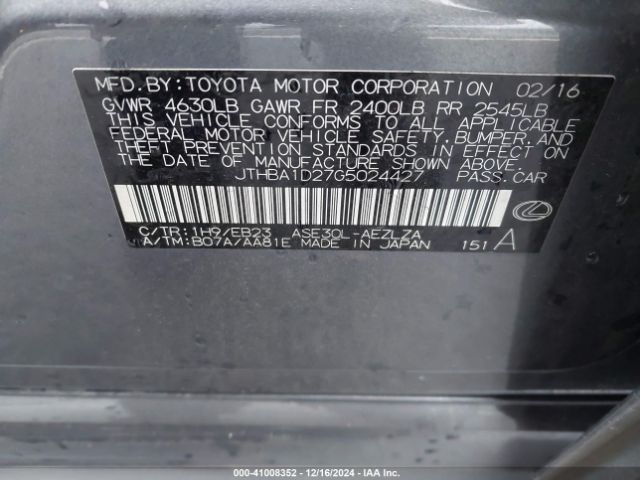 MFD. BY: TOYOTA MOTOR CORPORATION 02/16
GVWR 4630LB GAWR FR 2400LB RR 2545LB
THIS VEHICLE CONFORMS TO ALL APPLICABLE
FEDERAL MOTOR VEHICLE SAFETY, BUMPER, AND
THEFT PREVENTION STANDARDS IN EFFECT ON
THE DATE OF MANUFACTURE SHOWN ABOVE.
JTHBA1D27G5024427 PASS. CAR
C/TR: 1H9/EB23 ASE30L-AEZLZA
A/TM: B07A/AA81E MADE IN JAPAN 151 A
000-41008352 | 12/16/2024 | COPYRIGHT IAA, LLC.